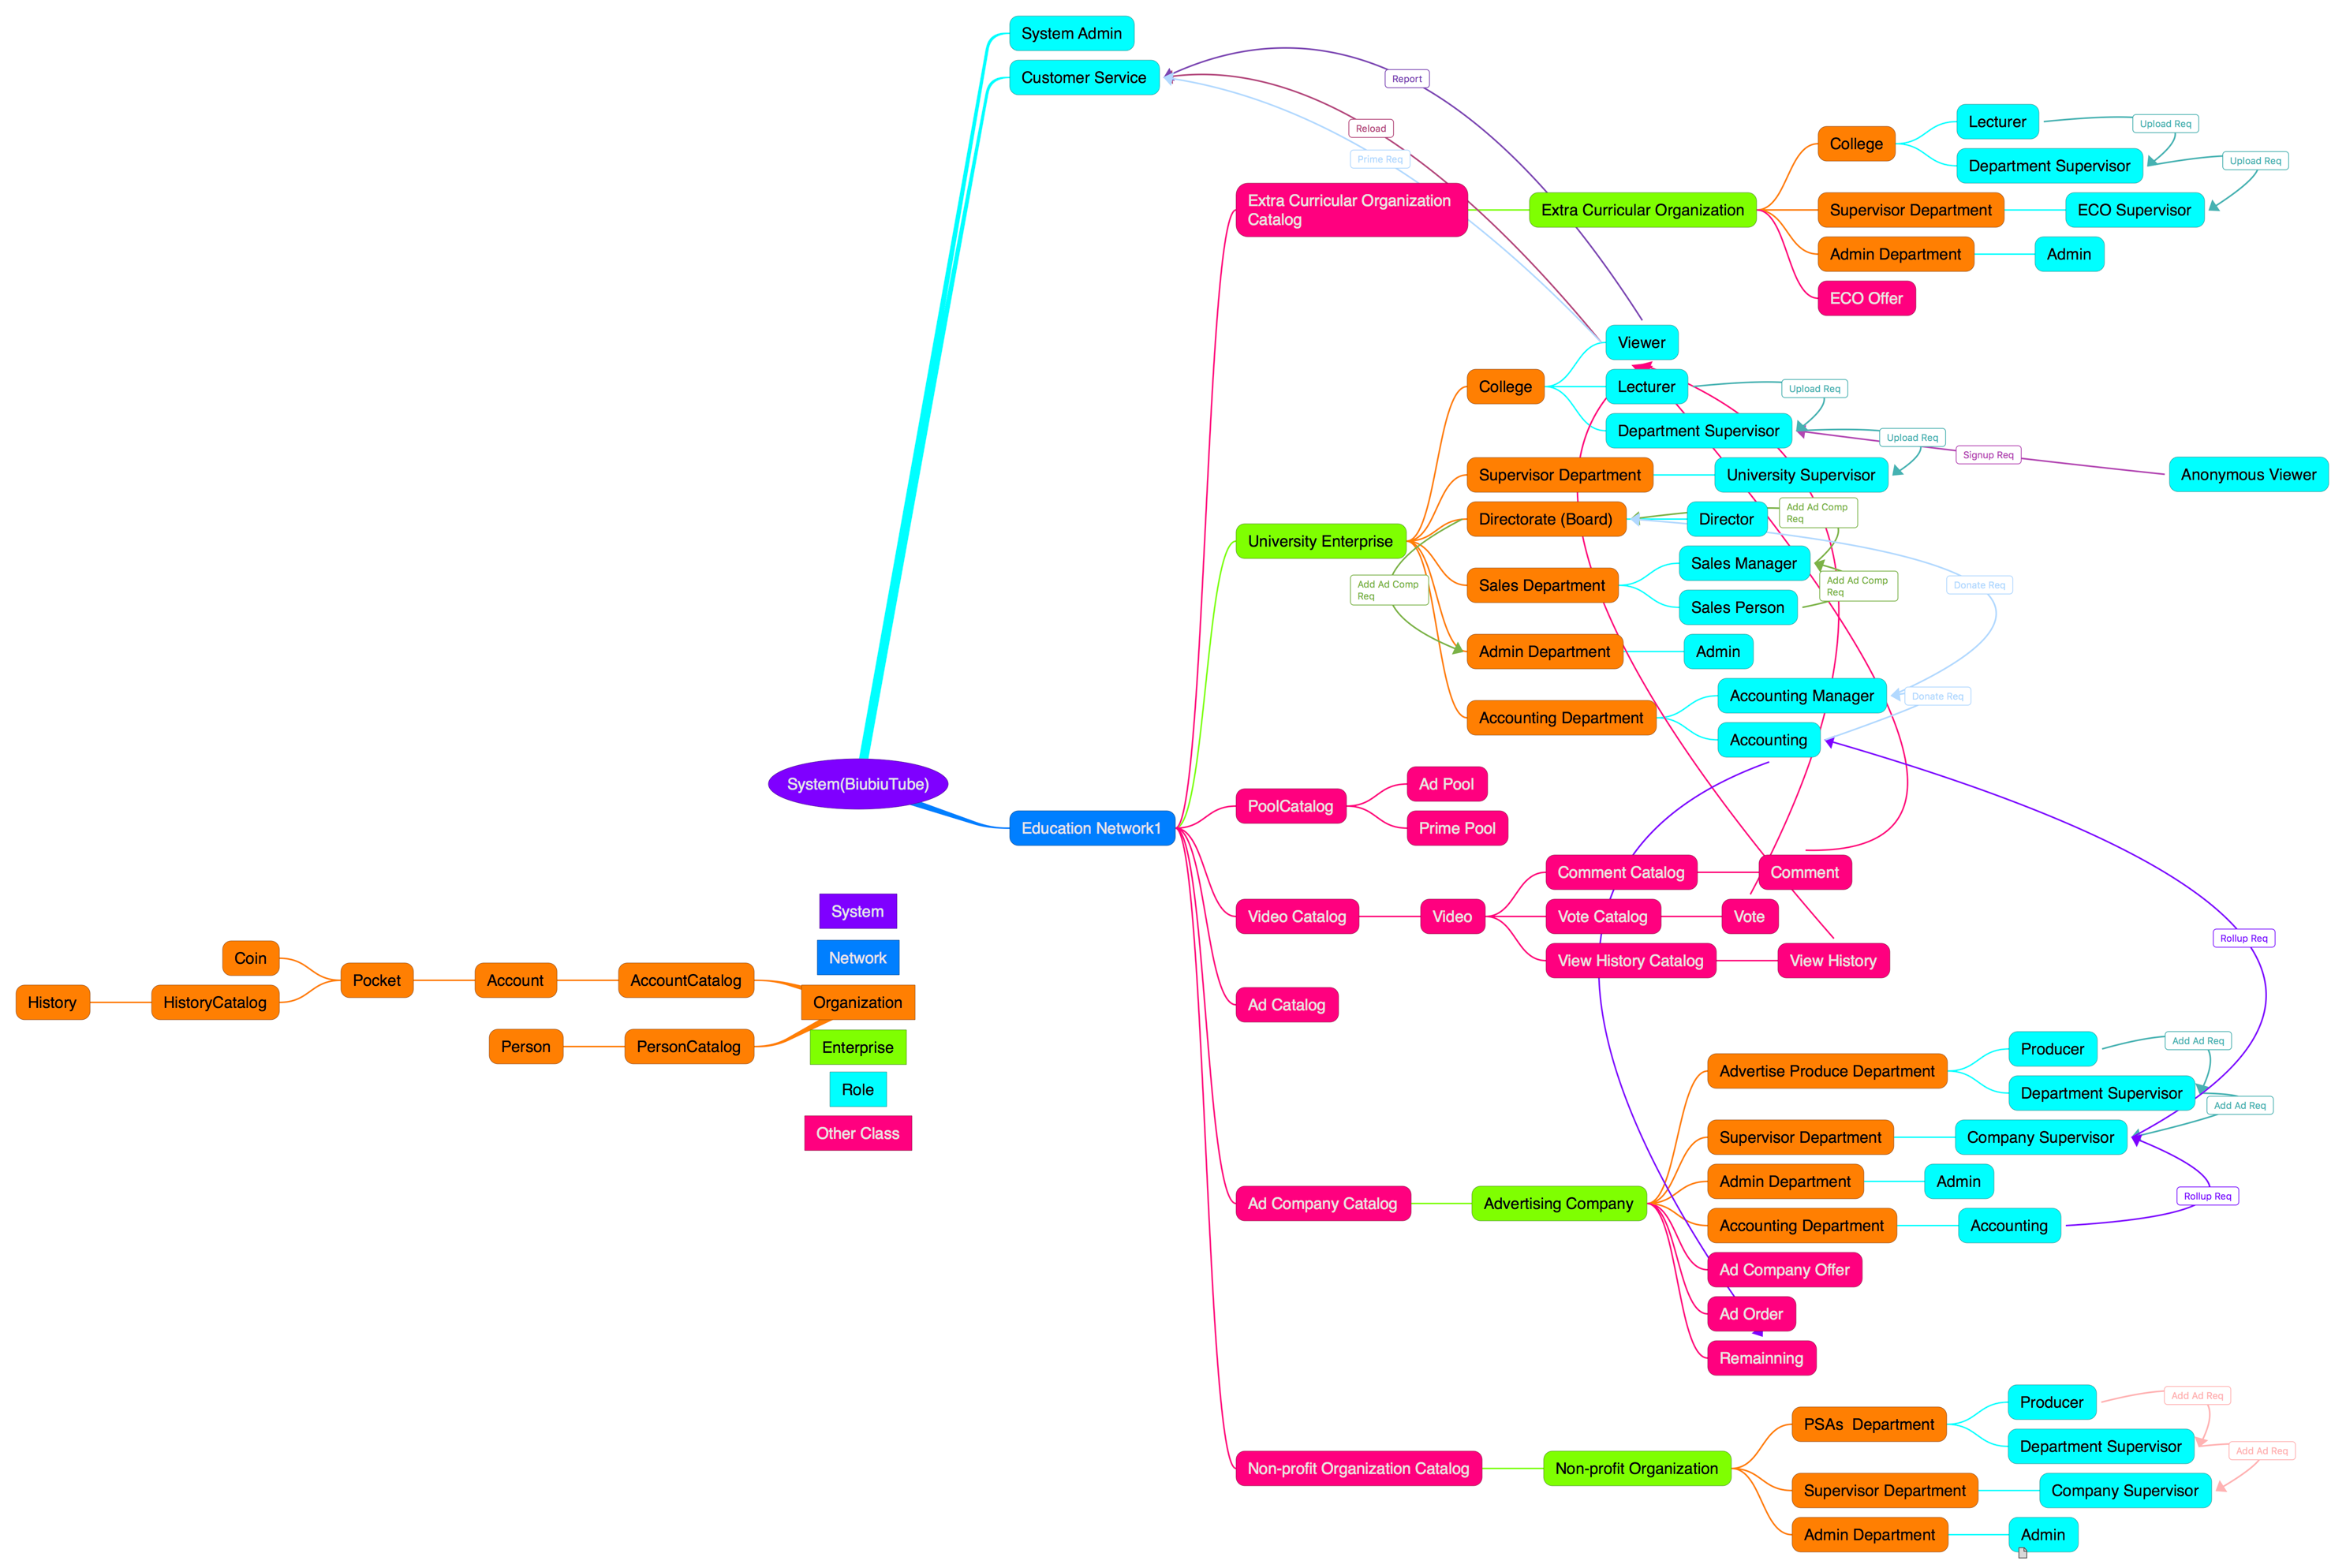 System Admin
Customer Service
Report
Reload
Prime Req
Extra Curricular Organization
Catalog
Extra Curricular Organization
College
Lecturer
Upload Req
Department Supervisor
Upload Req
Supervisor Department
ECO Supervisor
Admin Department
Admin
ECO Offer
Viewer
College
Lecturer
Upload Req
Department Supervisor
Upload Req
Signup Req
Anonymous Viewer
Supervisor Department
University Supervisor
University Enterprise
Directorate (Board)
Director
Add Ad Comp
Req
Sales Department
Sales Manager
Add Ad Comp
Req
Add Ad Comp
Req
Donate Req
Sales Person
Admin Department
Admin
Accounting Department
Accounting Manager
Donate Req
Accounting
System(BiubiuTube)
Education Network1
PoolCatalog
Ad Pool
Prime Pool
Video Catalog
Video
Comment Catalog
Comment
Vote Catalog
Vote
View History Catalog
View History
Rollup Req
Ad Catalog
System
Network
Organization
Enterprise
Role
Other Class
Coin
Pocket
Account
AccountCatalog
History
HistoryCatalog
Person
PersonCatalog
Ad Company Catalog
Advertising Company
Advertise Produce Department
Producer
Add Ad Req
Department Supervisor
Add Ad Req
Supervisor Department
Company Supervisor
Admin Department
Admin
Rollup Req
Accounting Department
Accounting
Ad Company Offer
Ad Order
Remainning
Non-profit Organization Catalog
Non-profit Organization
PSAs  Department
Producer
Add Ad Req
Department Supervisor
Add Ad Req
Supervisor Department
Company Supervisor
Admin Department
Admin